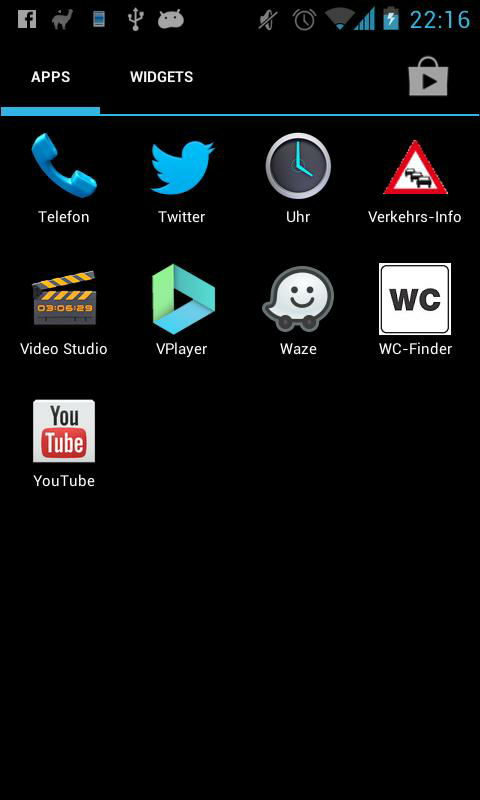 22:16
APPS WIDGETS
Telefon Twitter Uhr Verkehrs-Info
03:06:29 WC
Video Studio VPlayer Waze WC-Finder
You
Tube
YouTube